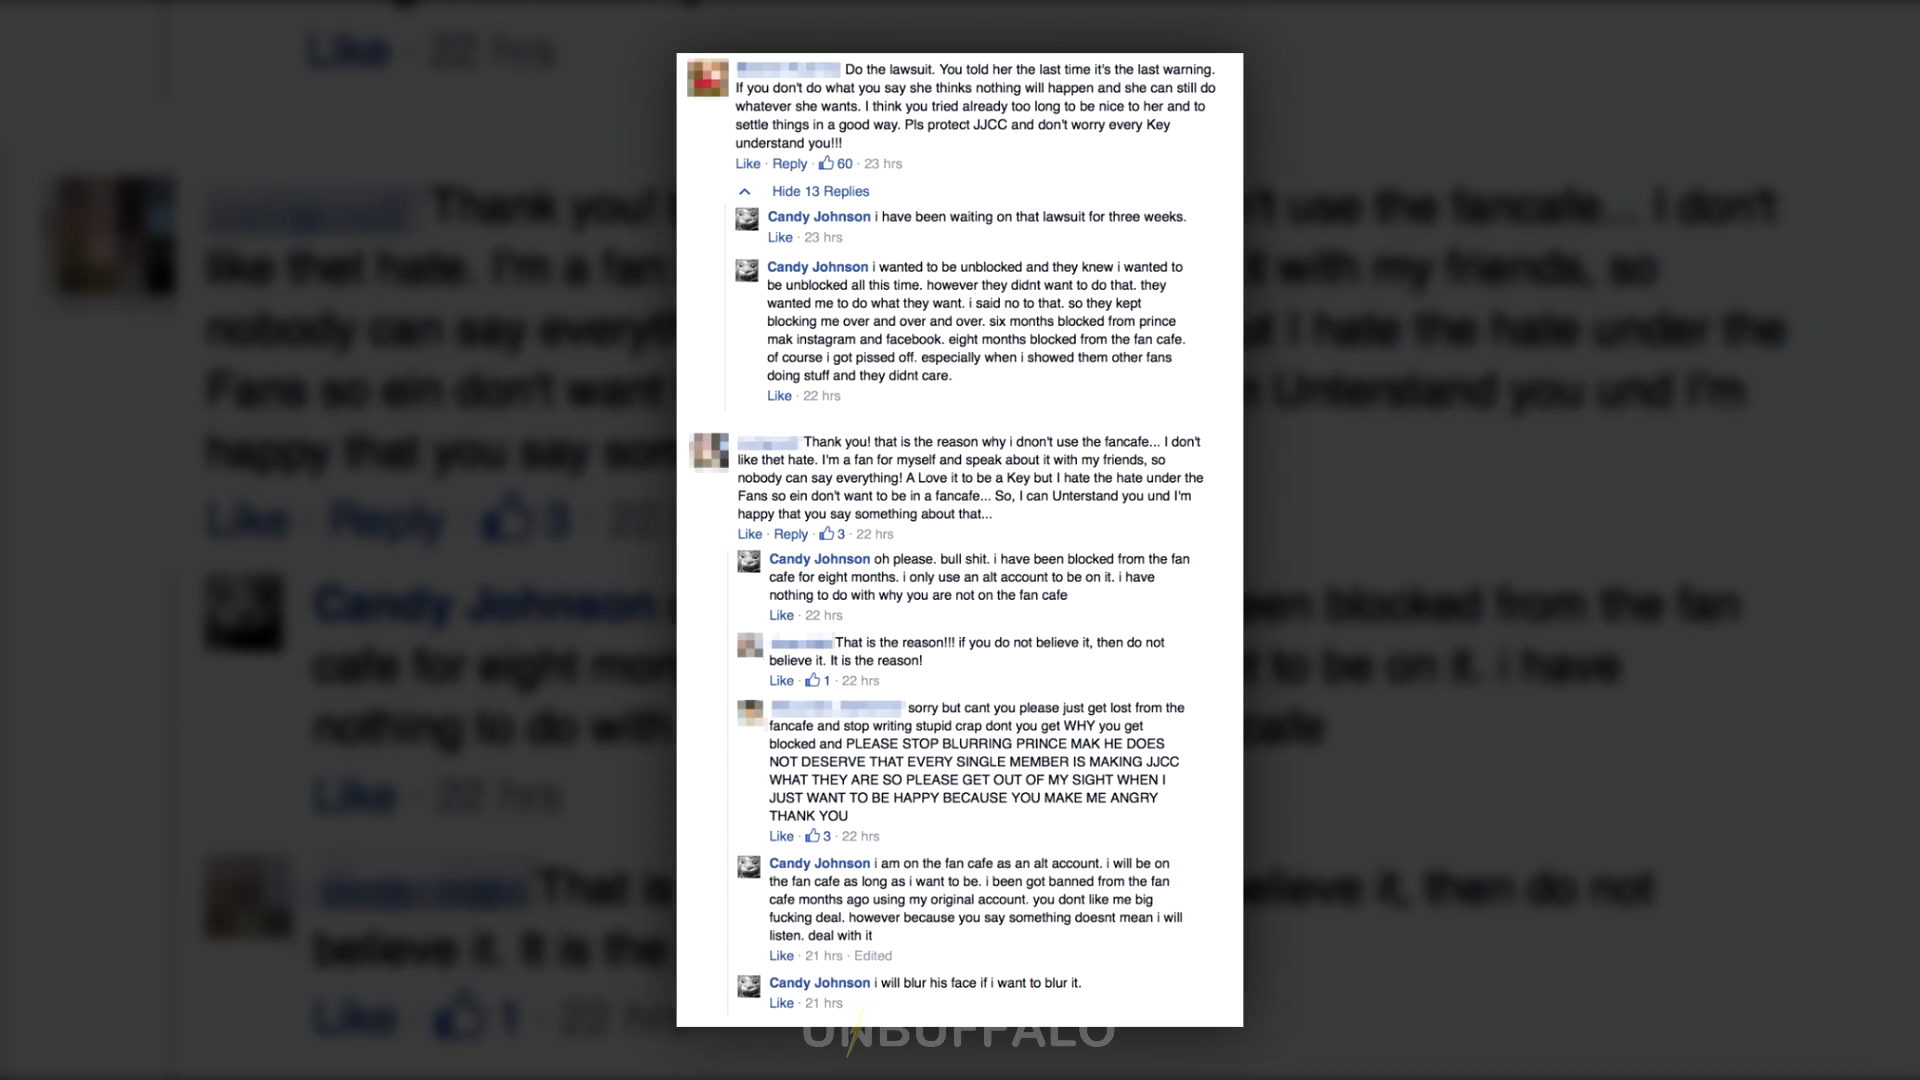 Do the lawsuit. You told her the last time it's the last warning.
If you don't do what you say she thinks nothing will happen and she can still do
whatever she wants. I think you tried already too long to be nice to her and to
settle things in a good way. Pls protect JJCC and don't worry every Key
understand you!!!
Like · Reply · 60 · 23 hrs
Hide 13 Replies
Candy Johnson i have been waiting on that lawsuit for three weeks.
Like · 23 hrs
Candy Johnson i wanted to be unblocked and they knew i wanted to
be unblocked all this time. however they didnt want to do that. they
wanted me to do what they want. i said no to that. so they kept
blocking me over and over and over. six months blocked from prince
mak instagram and facebook. eight months blocked from the fan cafe.
of course i got pissed off. especially when i showed them other fans
doing stuff and they didnt care.
Like · 22 hrs
Thank you! that is the reason why i dnon't use the fancafe... I don't
like thet hate. I'm a fan for myself and speak about it with my friends, so
nobody can say everything! A Love it to be a Key but I hate the hate under the
Fans so ein don't want to be in a fancafe... So, I can Unterstand you und I'm
happy that you say something about that...
Like · Reply · 3 · 22 hrs
Candy Johnson oh please. bull shit. i have been blocked from the fan
cafe for eight months. i only use an alt account to be on it. i have
nothing to do with why you are not on the fan cafe
Like · 22 hrs
That is the reason!!! if you do not believe it, then do not
believe it. It is the reason!
Like · 1 · 22 hrs
sorry but cant you please just get lost from the
fancafe and stop writing stupid crap dont you get WHY you get
blocked and PLEASE STOP BLURRING PRINCE MAK HE DOES
NOT DESERVE THAT EVERY SINGLE MEMBER IS MAKING JJCC
WHAT THEY ARE SO PLEASE GET OUT OF MY SIGHT WHEN I
JUST WANT TO BE HAPPY BECAUSE YOU MAKE ME ANGRY
THANK YOU
Like · 3 · 22 hrs
Candy Johnson i am on the fan cafe as an alt account. i will be on
the fan cafe as long as i want to be. i been got banned from the fan
cafe months ago using my original account. you dont like me big
fucking deal. however because you say something doesnt mean i will
listen. deal with it
Like · 21 hrs · Edited
Candy Johnson i will blur his face if i want to blur it.
Like · 21 hrs
UNBUFFALO